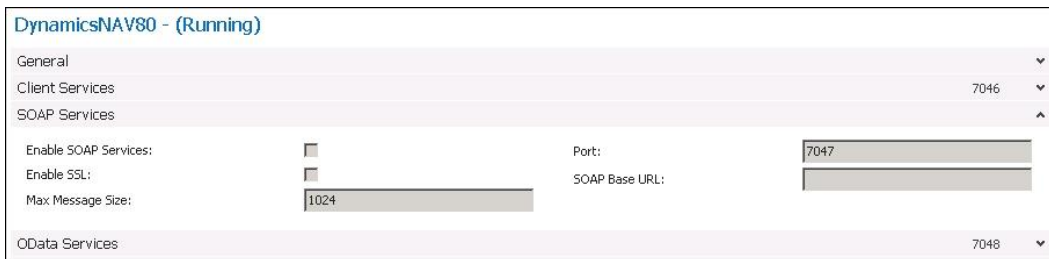 DynamicsNAV80 - (Running)
General
Client Services 7046
SOAP Services
Enable SOAP Services: Port: 7047
Enable SSL: SOAP Base URL:
Max Message Size: 1024
OData Services 7048